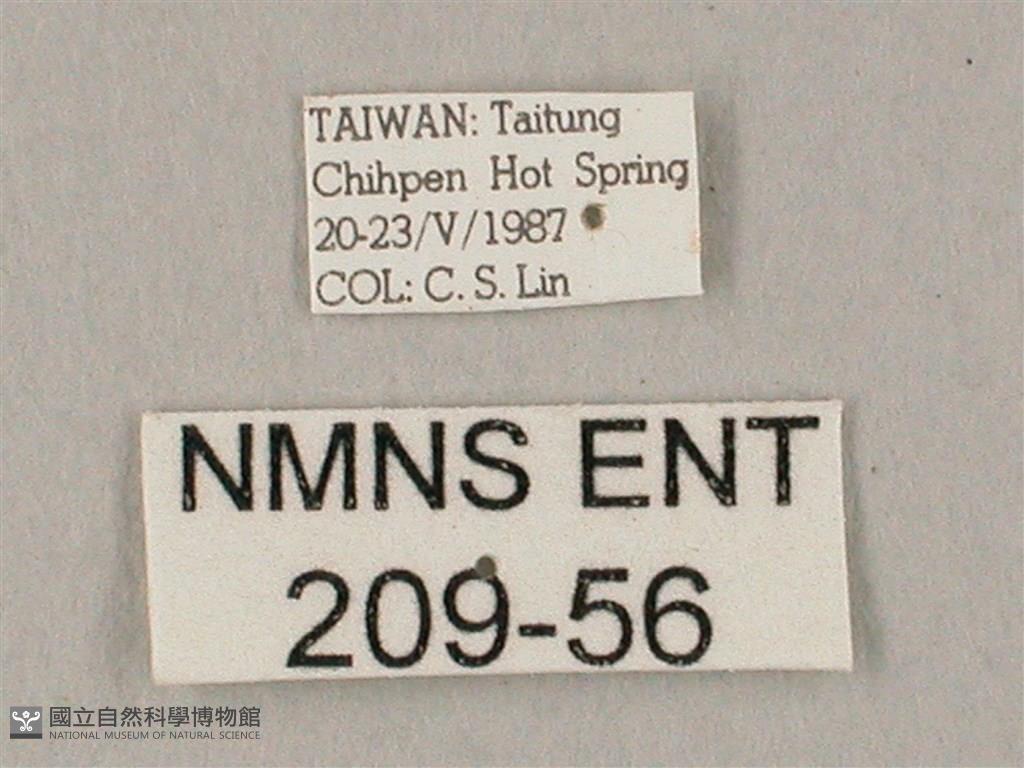 TAIWAN: Taitung
Chihpen Hot Spring
20-23/V/1987
COL: C. S. Lin
NMNS ENT
209-56
國立自然科學博物館
NATIONAL MUSEUM OF NATURAL SCIENCE